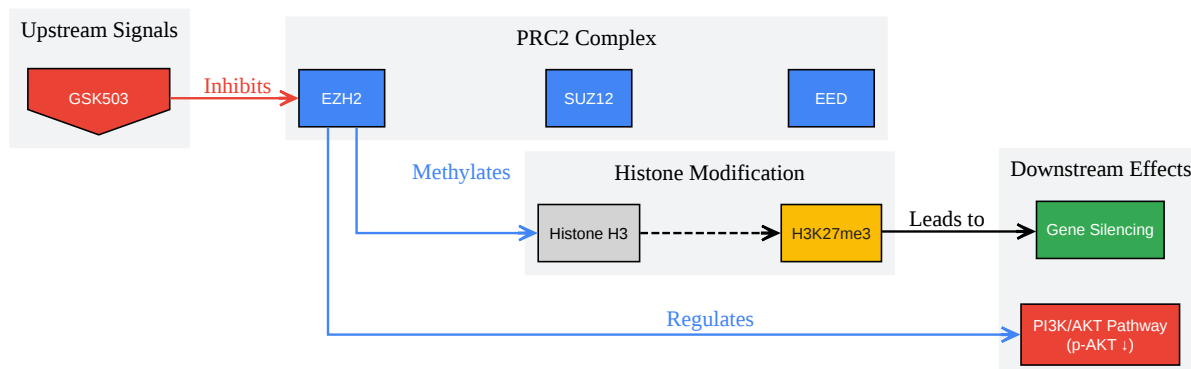 Upstream Signals
PRC2 Complex
GSK503
Inhibits
EZH2
SUZ12
EED
Methylates
Histone Modification
Downstream Effects
Histone H3
H3K27me3
Leads to
Gene Silencing
Regulates
PI3K/AKT Pathway
(p-AKT ↓)